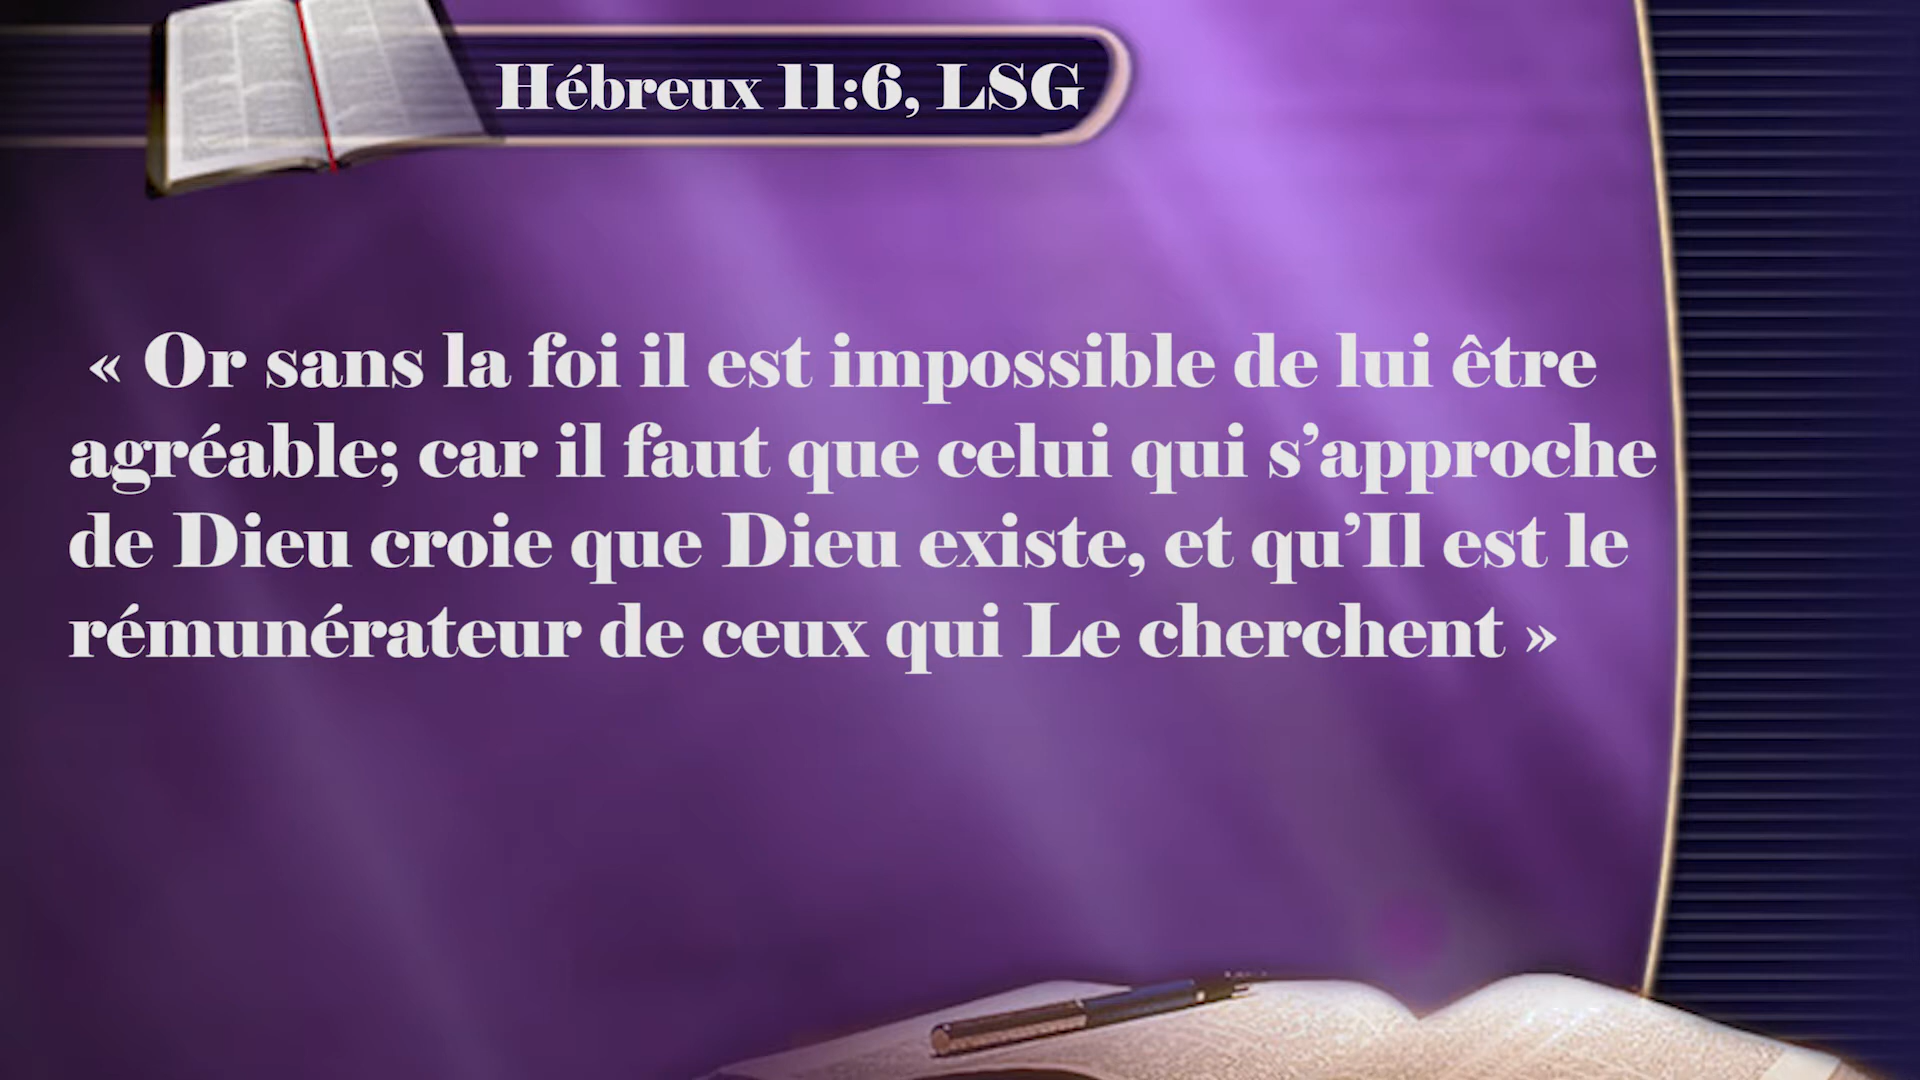 Hébreux 11:6, LSG
« Or sans la foi il est impossible de lui être
agréable; car il faut que celui qui s’approche
de Dieu croie que Dieu existe, et qu’Il est le
rémunérateur de ceux qui Le cherchent »